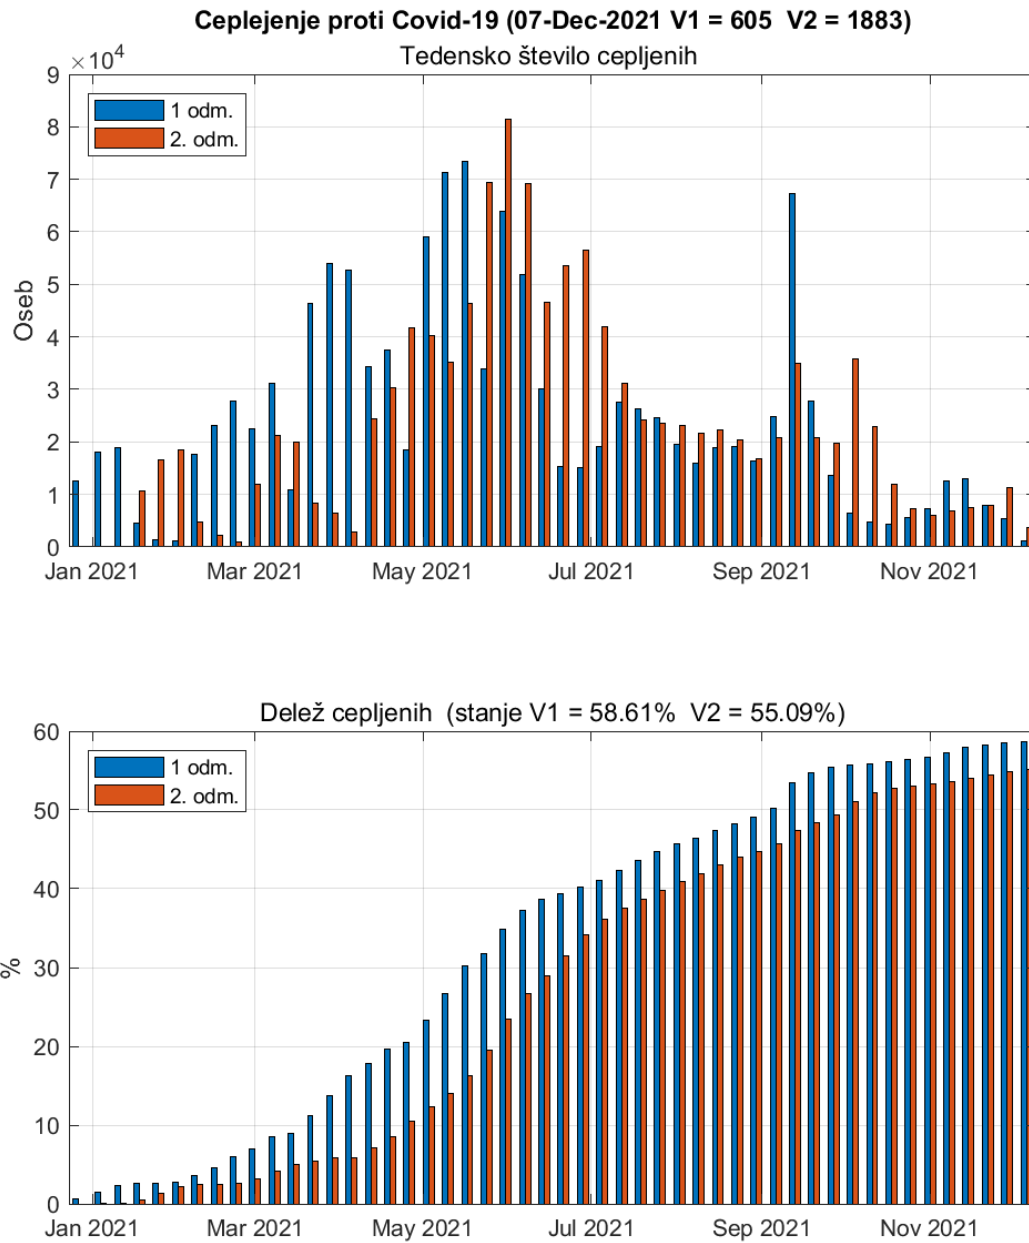 Ceplejenje proti Covid-19 (07-Dec-2021 V1 = 605 V2 = 1883)
Tedensko število cepljenih
×10⁴
1 odm.
2. odm.
Oseb
9
8
7
6
5
4
3
2
1
0
Jan 2021 Mar 2021 May 2021 Jul 2021 Sep 2021 Nov 2021
Delež cepljenih (stanje V1 = 58.61% V2 = 55.09%)
1 odm.
2. odm.
%
60
50
40
30
20
10
0
Jan 2021 Mar 2021 May 2021 Jul 2021 Sep 2021 Nov 2021